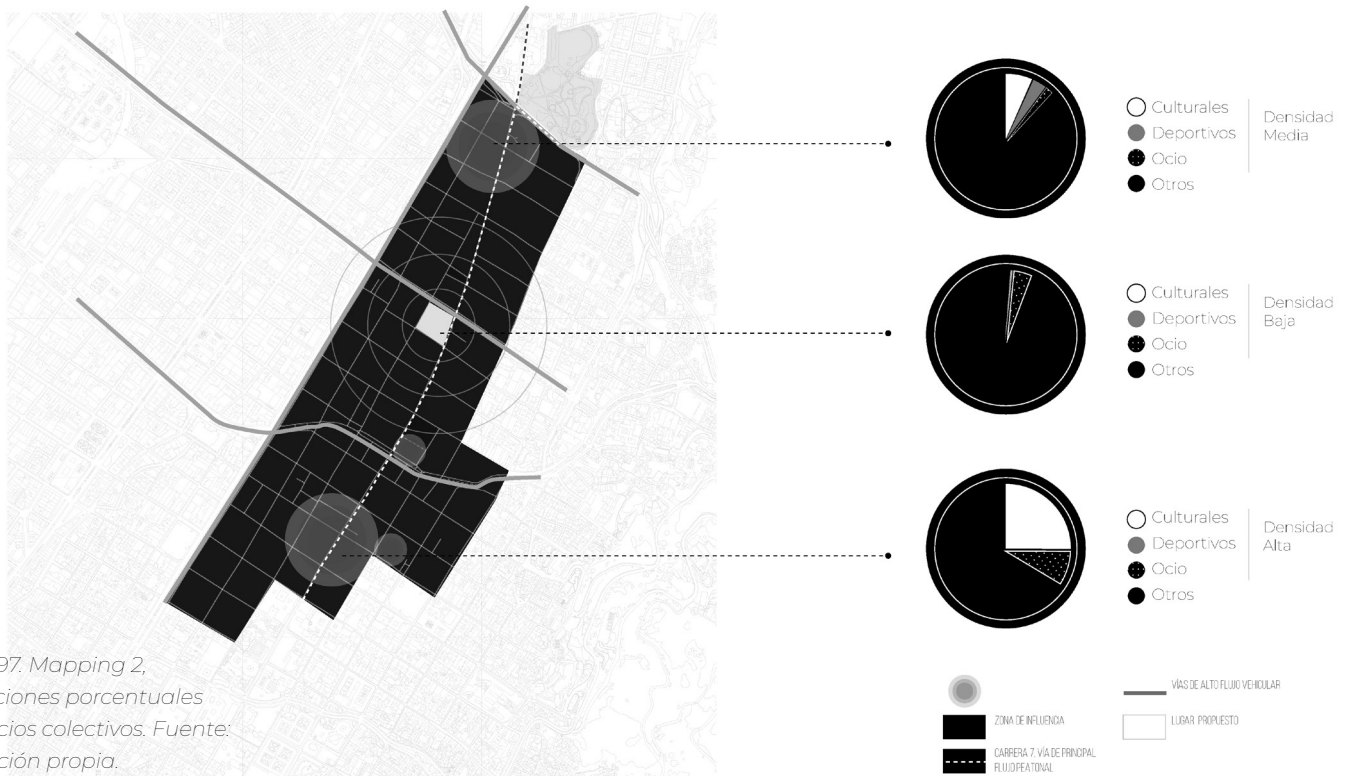 Culturales
Deportivos
Ocio
Otros
Densidad
Media
Culturales
Deportivos
Ocio
Otros
Densidad
Baja
Culturales
Deportivos
Ocio
Otros
Densidad
Alta
97. Mapping 2,
ciones porcentuales
cios colectivos. Fuente:
ción propia.
ZONA DE INFLUENCIA
CARRERA 7. VÍA DE PRINCIPAL
FLUJO PEATONAL
VÍAS DE ALTO FLUJO VEHICULAR
LUGAR PROPUESTO